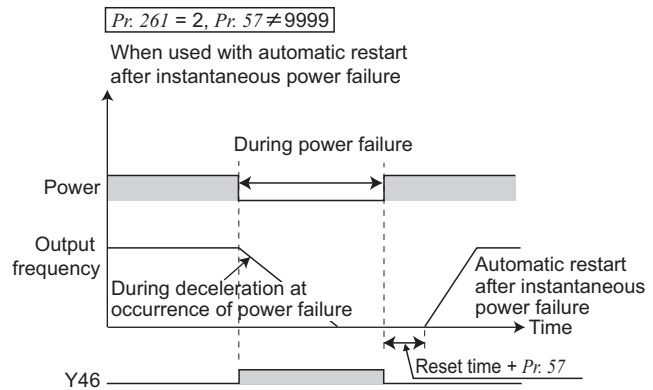 Pr. 261 = 2, Pr. 57 ≠ 9999
When used with automatic restart
after instantaneous power failure
During power failure
Power
Output
frequency
During deceleration at
occurrence of power failure
Automatic restart
after instantaneous
power failure
Time
Reset time + Pr. 57
Y46